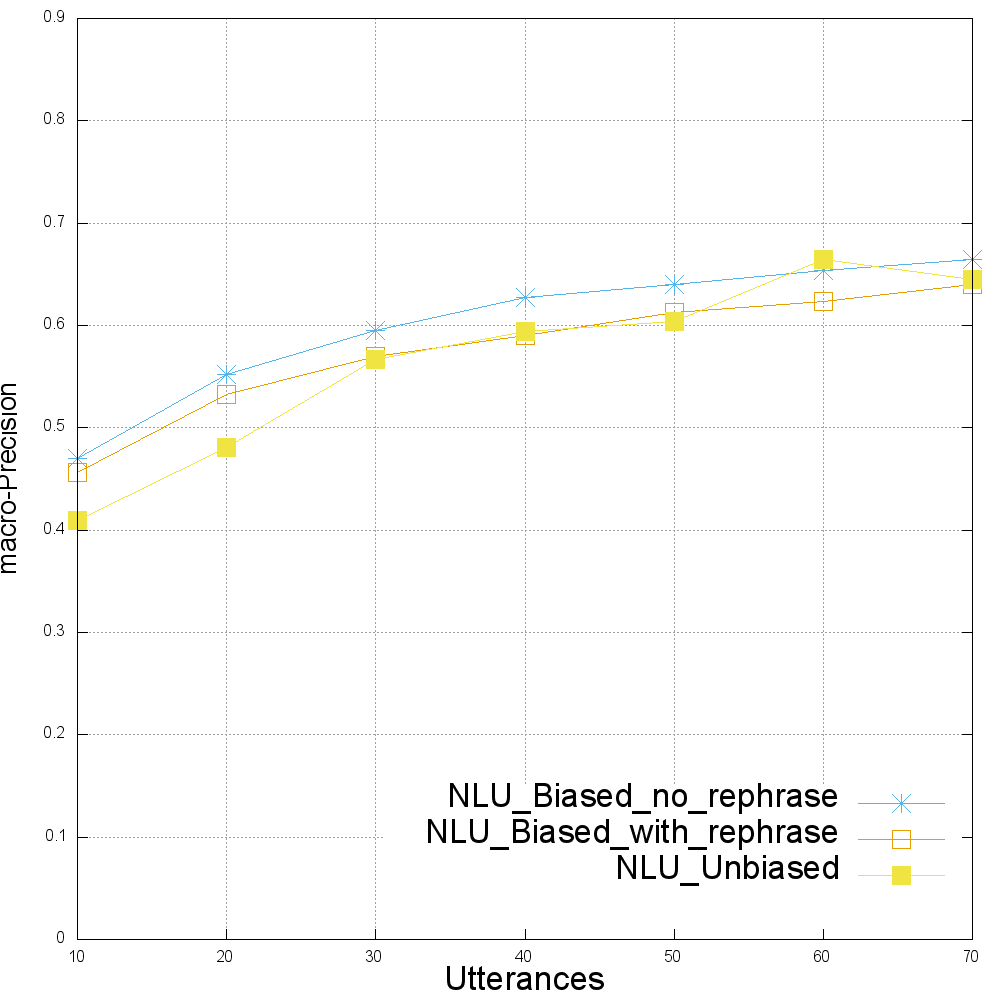 0.9
0.8
0.7
0.6
0.5
0.4
0.3
0.2
0.1
0
macro-Precision
NLU_Biased_no_rephrase
NLU_Biased_with_rephrase
NLU_Unbiased
10 20 30 40 50 60 70
Utterances